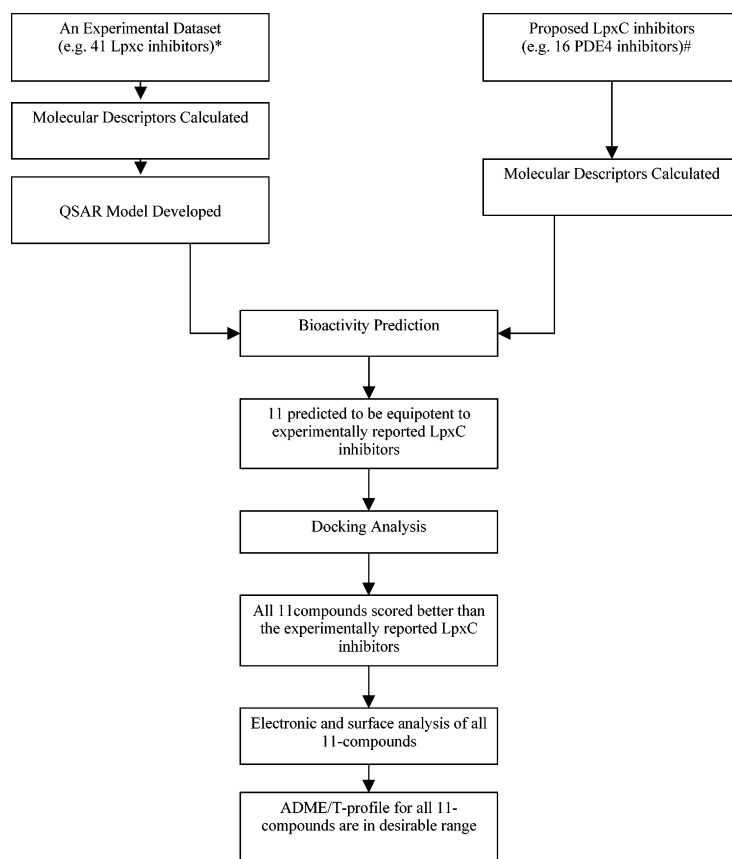 An Experimental Dataset
(e.g. 41 Lpxc inhibitors)*
Proposed LpxC inhibitors
(e.g. 16 PDE4 inhibitors)#
Molecular Descriptors Calculated
Molecular Descriptors Calculated
QSAR Model Developed
Bioactivity Prediction
11 predicted to be equipotent to
experimentally reported LpxC
inhibitors
Docking Analysis
All 11compounds scored better than
the experimentally reported LpxC
inhibitors
Electronic and surface analysis of all
11-compounds
ADME/T-profile for all 11-
compounds are in desirable range